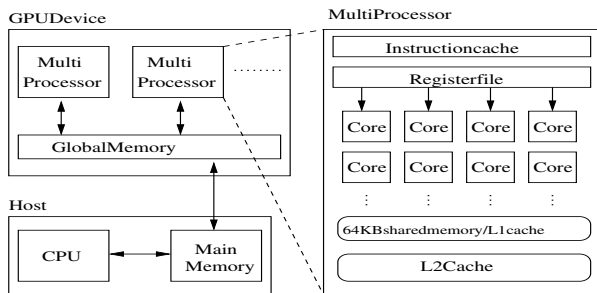 GPUDevice
Multi
Processor
Multi
Processor
GlobalMemory
Host
CPU
Main
Memory
MultiProcessor
Instructioncache
Registerfile
Core Core Core Core
Core Core Core Core
64KBsharedmemory/L1cache
L2Cache